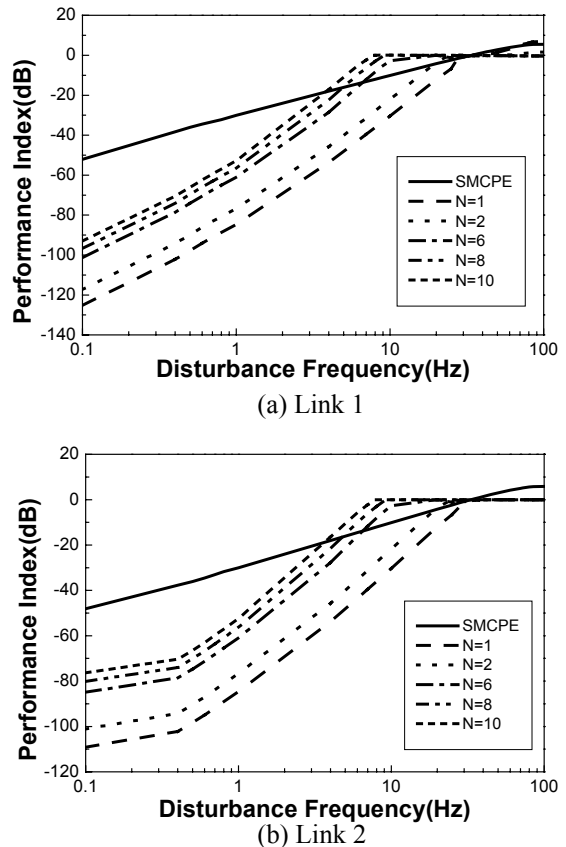 20
0
-20
-40
-60
-80
-100
-120
-140
Performance Index(dB)
SMCPE
N=1
N=2
N=6
N=8
N=10
0.1 1 10 100
Disturbance Frequency(Hz)
(a) Link 1
20
0
-20
-40
-60
-80
-100
-120
Performance Index(dB)
SMCPE
N=1
N=2
N=6
N=8
N=10
0.1 1 10 100
Disturbance Frequency(Hz)
(b) Link 2